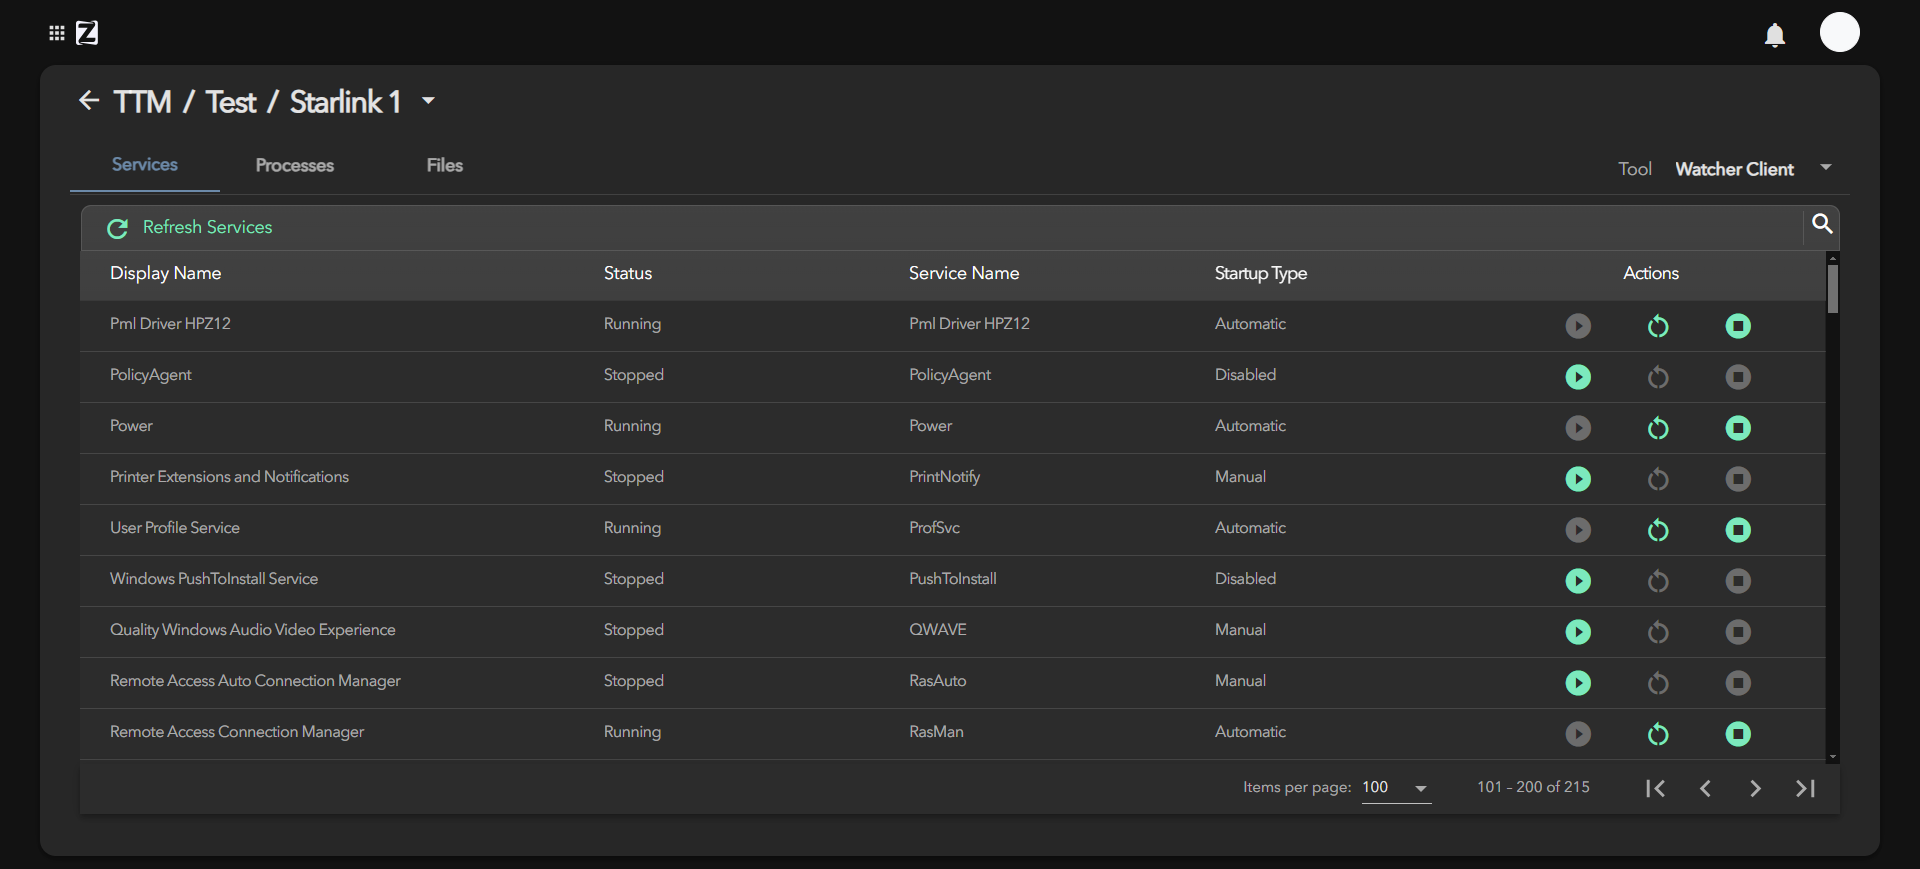 Z
TTM / Test / Starlink 1
Services Processes Files Tool Watcher Client
Refresh Services
Display Name Status Service Name Startup Type Actions
Pml Driver HPZ12 Running Pml Driver HPZ12 Automatic
PolicyAgent Stopped PolicyAgent Disabled
Power Running Power Automatic
Printer Extensions and Notifications Stopped PrintNotify Manual
User Profile Service Running ProfSvc Automatic
Windows PushToInstall Service Stopped PushToInstall Disabled
Quality Windows Audio Video Experience Stopped QWAVE Manual
Remote Access Auto Connection Manager Stopped RasAuto Manual
Remote Access Connection Manager Running RasMan Automatic
Items per page: 100 101 - 200 of 215